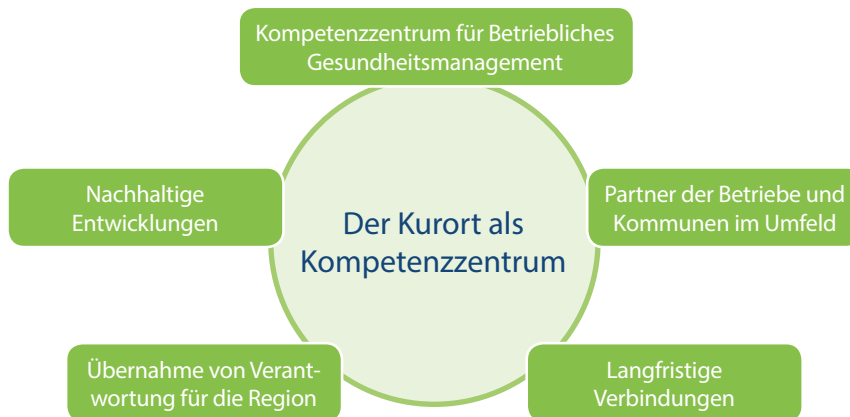 Kompetenzzentrum für Betriebliches
Gesundheitsmanagement
Nachhaltige
Entwicklungen
Der Kurort als
Kompetenzzentrum
Partner der Betriebe und
Kommunen im Umfeld
Übernahme von Verant-
wortung für die Region
Langfristige
Verbindungen